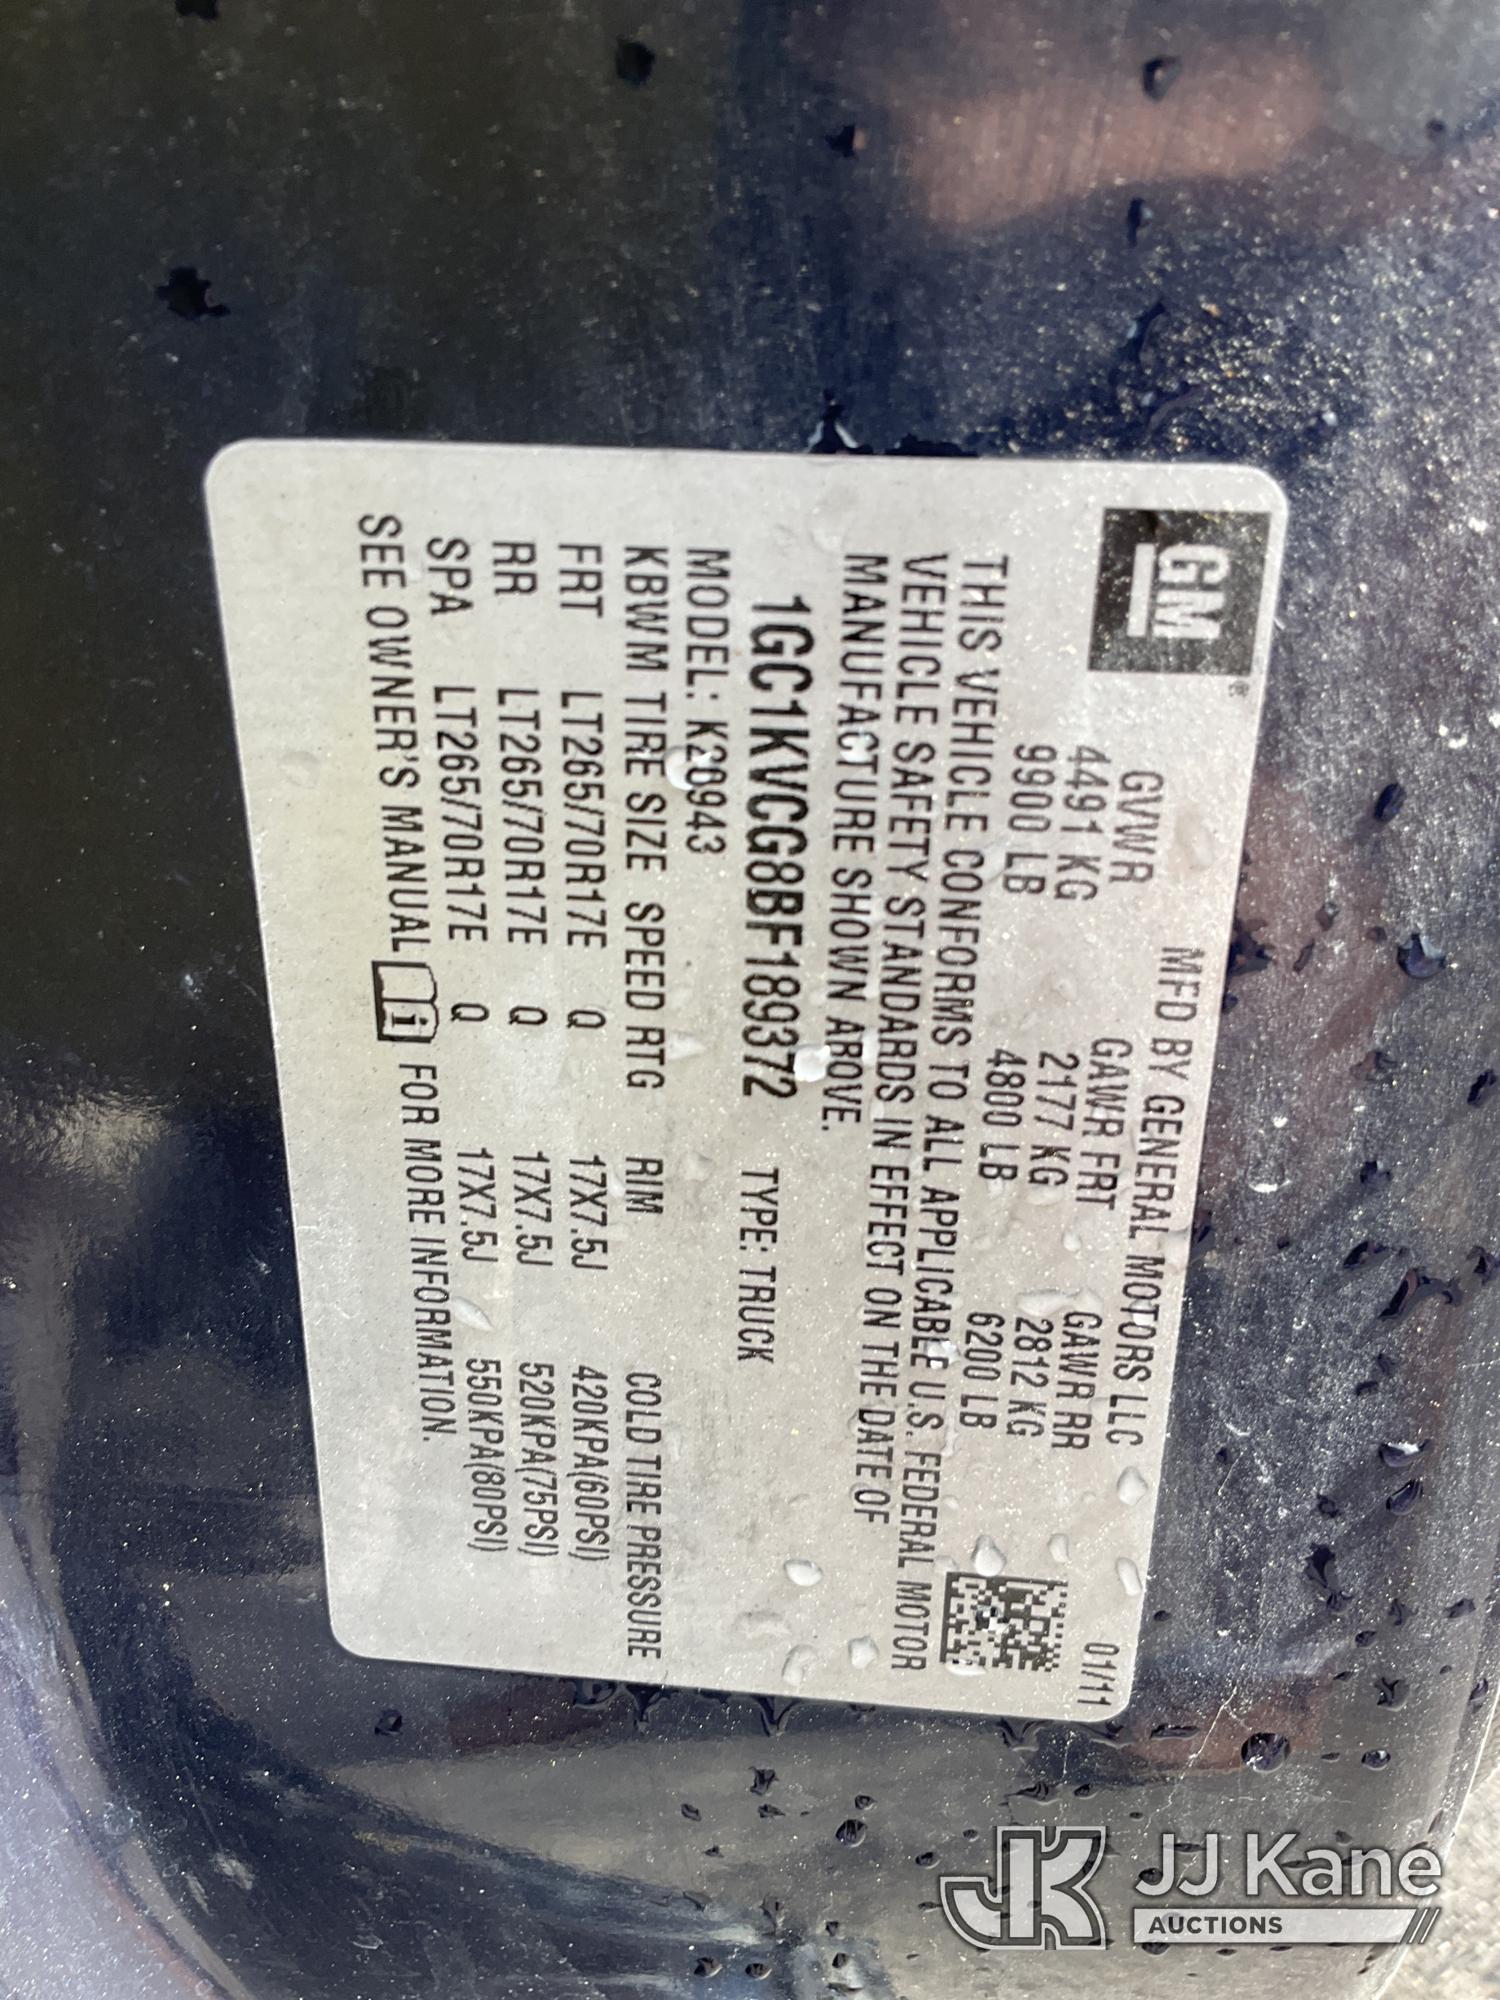 GM®
MFD BY GENERAL MOTORS LLC 01/11
GVWR GAWR FRT GAWR RR
4491 KG 2177 KG 2812 KG
9900 LB 4800 LB 6200 LB
THIS VEHICLE CONFORMS TO ALL APPLICABLE U.S. FEDERAL MOTOR
VEHICLE SAFETY STANDARDS IN EFFECT ON THE DATE OF
MANUFACTURE SHOWN ABOVE.
1GC1KVCG8BF189372 TYPE: TRUCK
MODEL: K20943
KBWM TIRE SIZE SPEED RTG RIM COLD TIRE PRESSURE
FRT LT265/70R17E Q 17X7.5J 420KPA(60PSI)
RR LT265/70R17E Q 17X7.5J 520KPA(75PSI)
SPA LT265/70R17E Q 17X7.5J 550KPA(80PSI)
SEE OWNER'S MANUAL i FOR MORE INFORMATION.
JK JJ Kane
AUCTIONS